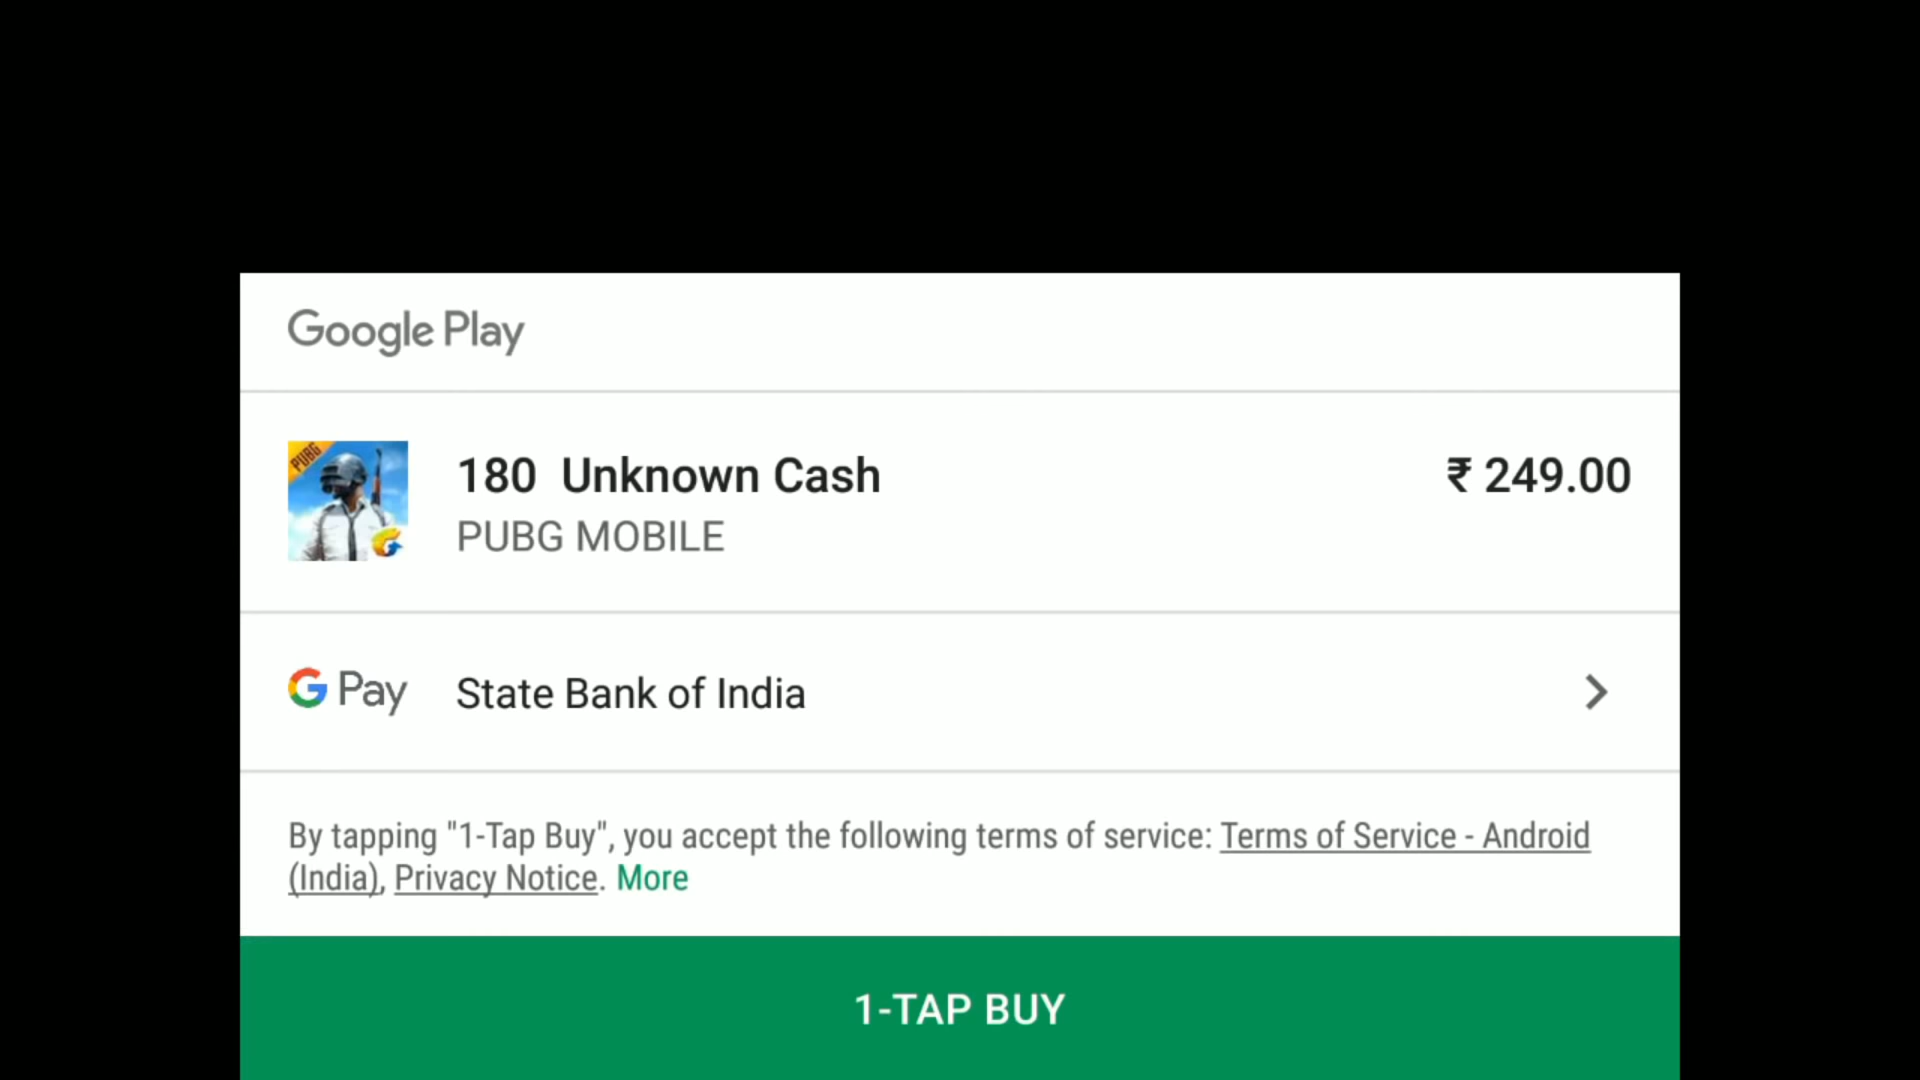 Google Play
PUBG
180 Unknown Cash
₹ 249.00
PUBG MOBILE
G Pay
State Bank of India
By tapping "1-Tap Buy", you accept the following terms of service: Terms of Service - Android
(India), Privacy Notice. More
1-TAP BUY